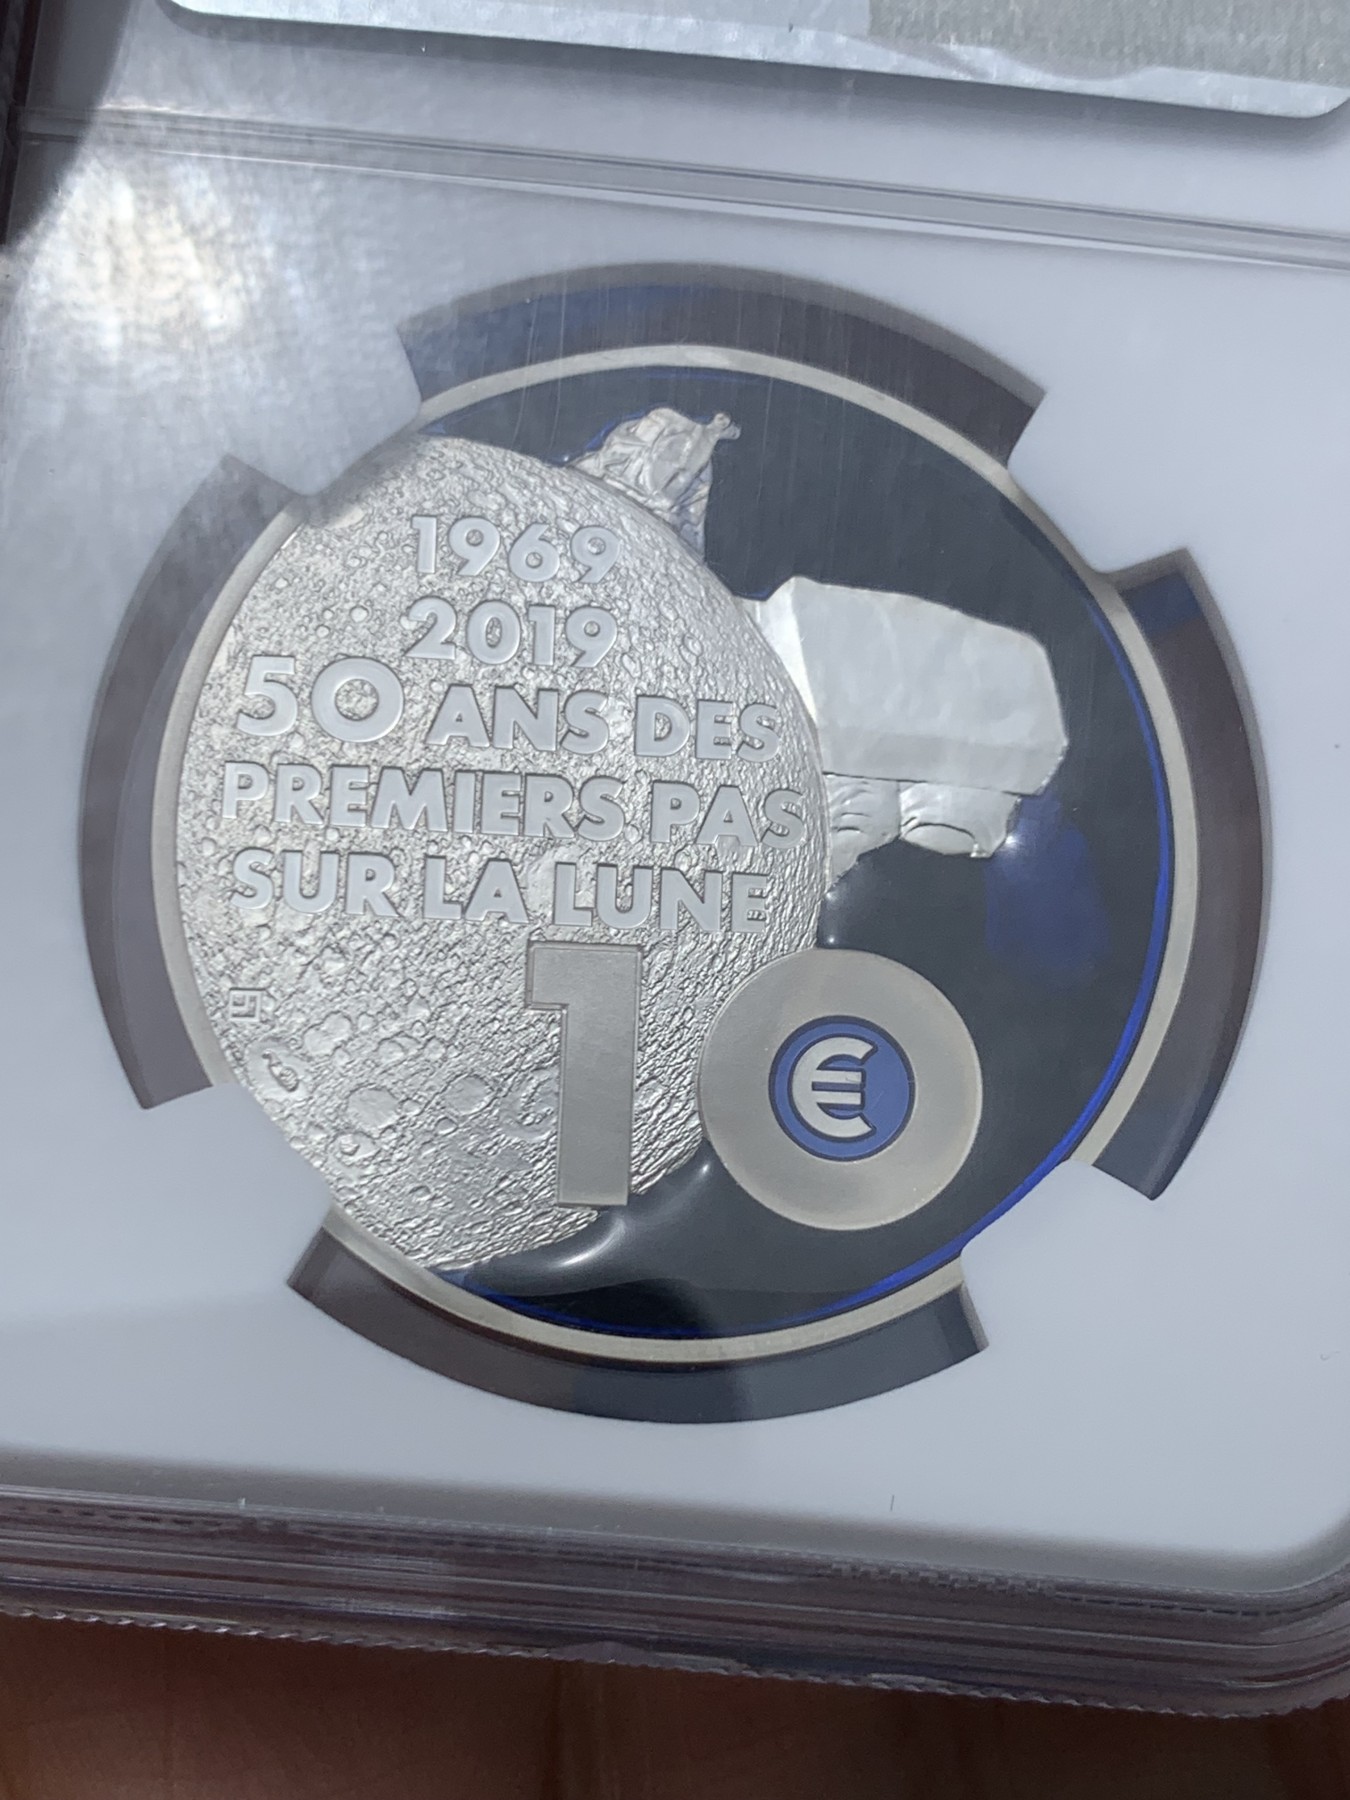 1969
2019
50 ANS DES
PREMIERS PAS
SUR LA LUNE
10
€